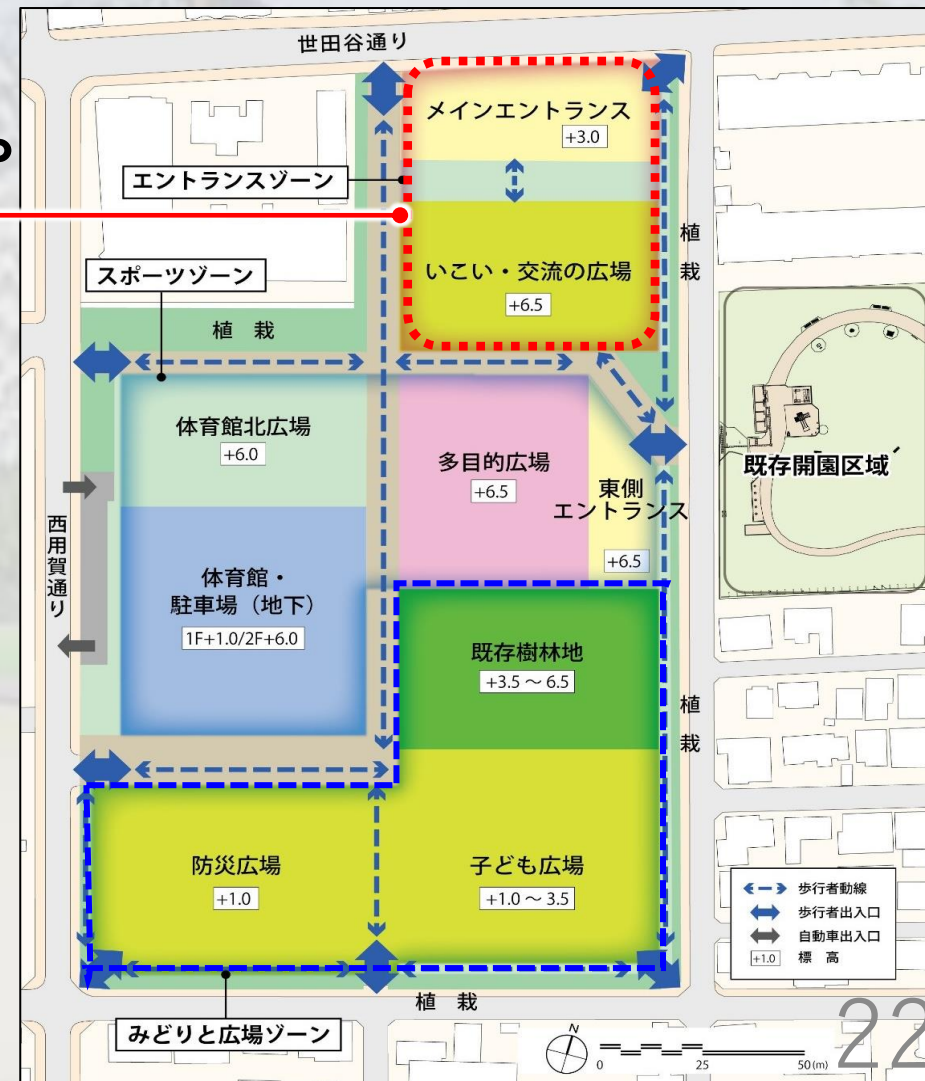 世田谷通り
メインエントランス
+3.0
エントランスゾーン
いこい・交流の広場
+6.5
植栽
スポーツゾーン
植 栽
体育館北広場
+6.0
多目的広場
+6.5
東側
エントランス
+6.5
既存開園区域
西用賀通り
体育館・
駐車場（地下）
1F+1.0/2F+6.0
既存樹林地
+3.5 ～ 6.5
植栽
防災広場
+1.0
子ども広場
+1.0 ～ 3.5
歩行者動線
歩行者出入口
自動車出入口
+1.0 標 高
植 栽
みどりと広場ゾーン
N
0 25 50(m)
22